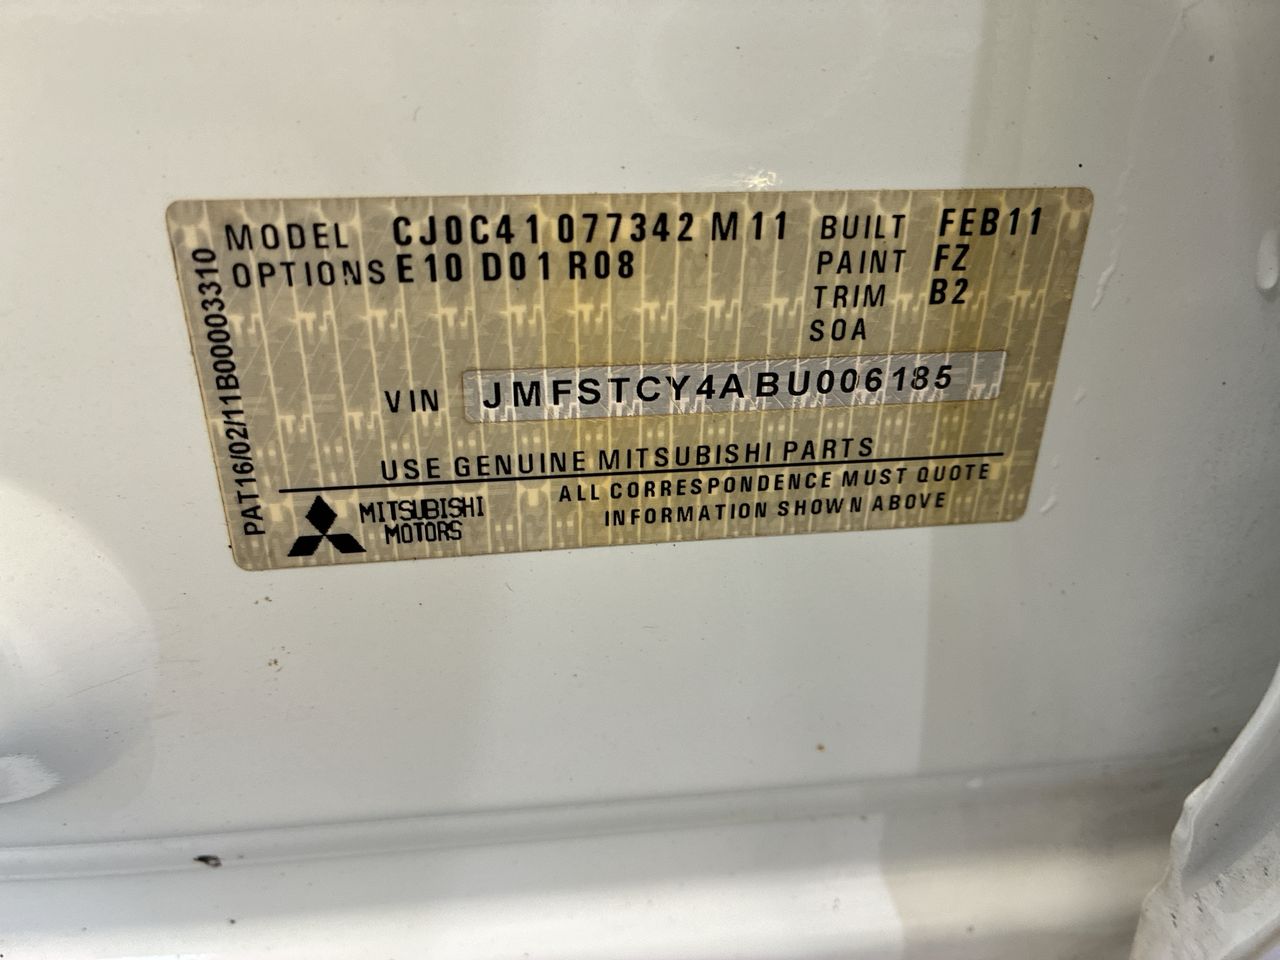 MODEL CJ0C41 077342 M11 BUILT FEB11
OPTIONS E10 D01 R08 PAINT FZ
TRIM B2
SOA
VIN JMFSTCY4ABU006185
USE GENUINE MITSUBISHI PARTS
MITSUBISHI MOTORS
ALL CORRESPONDENCE MUST QUOTE
INFORMATION SHOWN ABOVE
PAT16/02/11B00003310